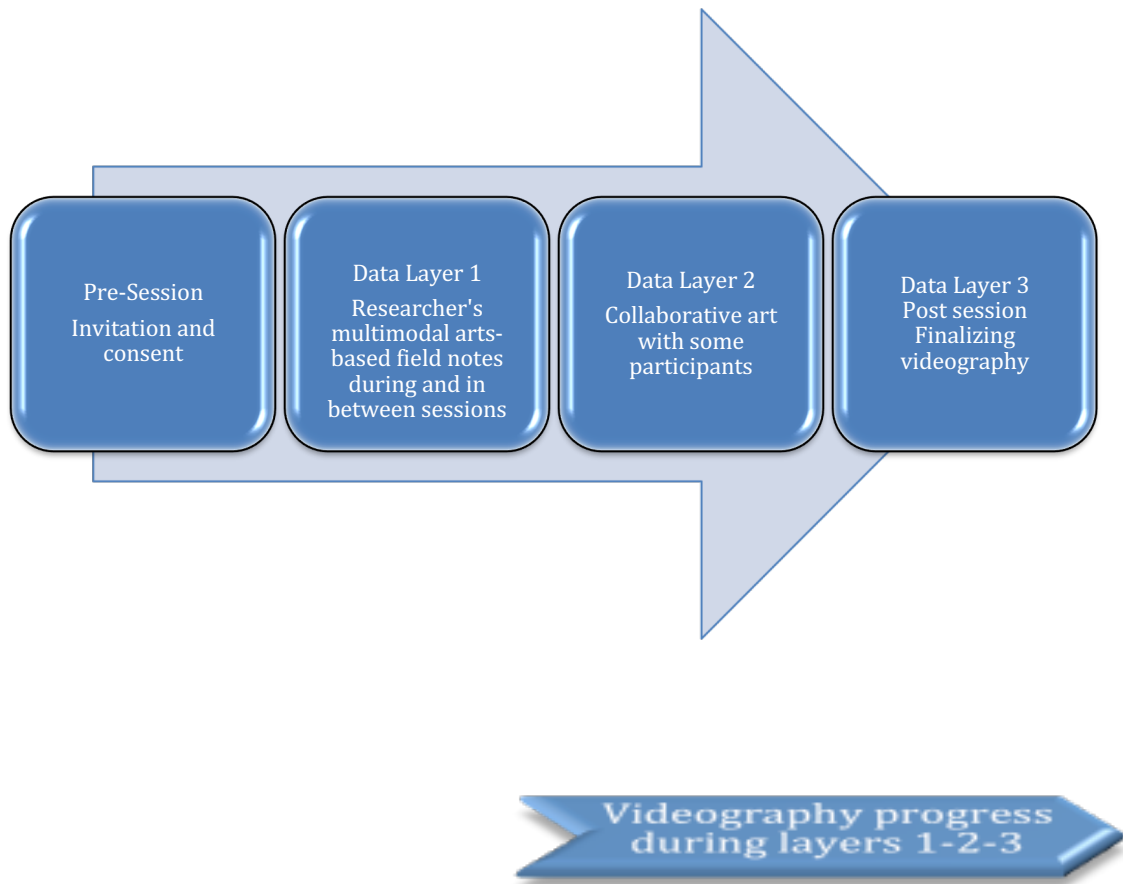 Pre-Session
Invitation and
consent
Data Layer 1
Researcher's
multimodal arts-
based field notes
during and in
between sessions
Data Layer 2
Collaborative art
with some
participants
Data Layer 3
Post session
Finalizing
videography
Videography progress
during layers 1-2-3